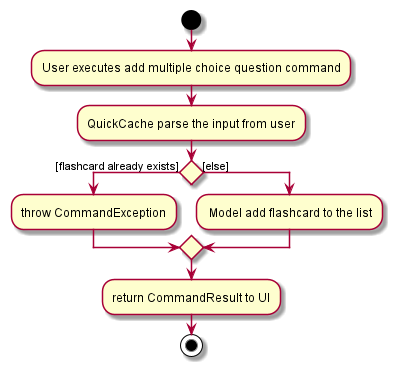 User executes add multiple choice question command
QuickCache parse the input from user
[flashcard already exists]
[else]
throw CommandException
Model add flashcard to the list
return CommandResult to UI